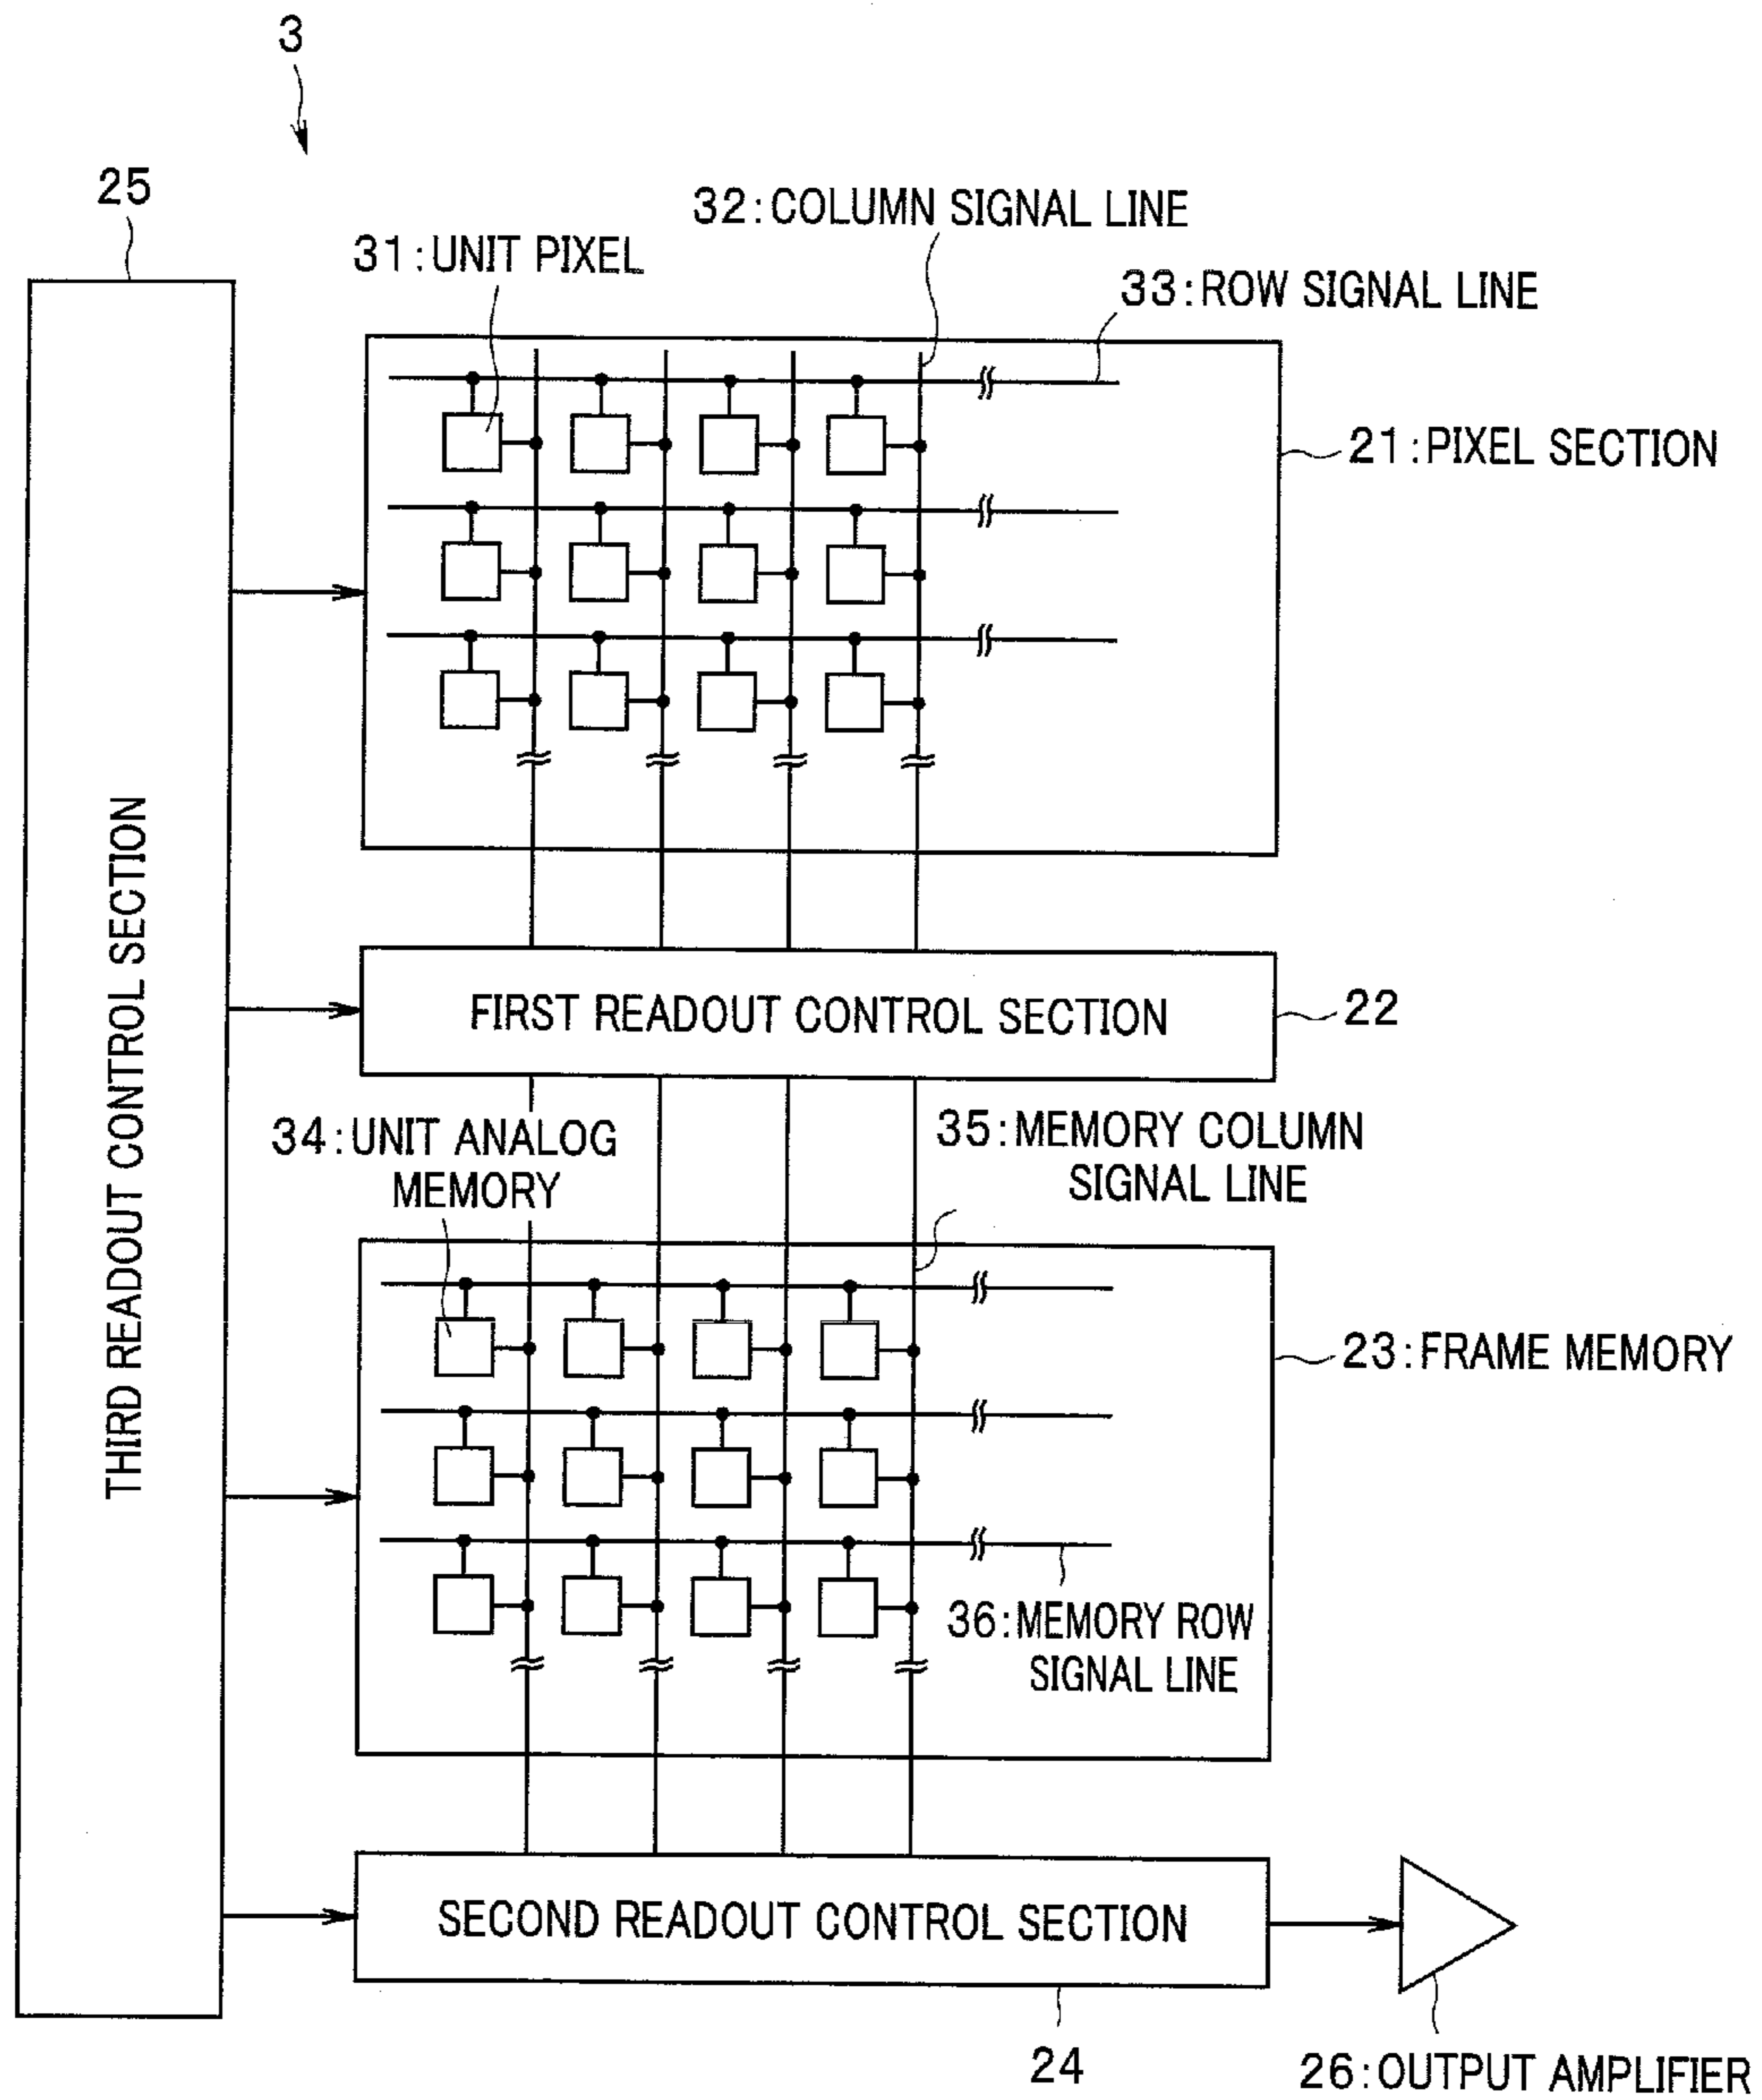 3
25
32:COLUMN SIGNAL LINE
31:UNIT PIXEL
33:ROW SIGNAL LINE
21:PIXEL SECTION
THIRD READOUT CONTROL SECTION
FIRST READOUT CONTROL SECTION
22
34:UNIT ANALOG
MEMORY
35:MEMORY COLUMN
SIGNAL LINE
23:FRAME MEMORY
36:MEMORY ROW
SIGNAL LINE
SECOND READOUT CONTROL SECTION
24
26:OUTPUT AMPLIFIER